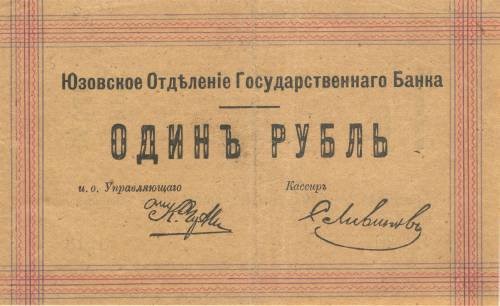 Юзовское Отдѣленіе Государственнаго Банка
ОДИНЪ РУБЛЬ
и. о. Управляющаго Кассиръ